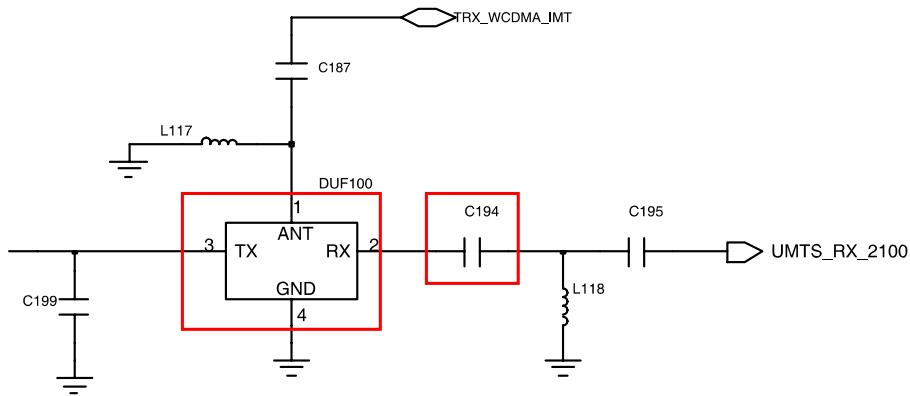 TRX_WCDMA_IMT
C187
L117
DUF100
1
ANT
C194
C195
3
TX
RX
2
UMTS_RX_2100
GND
4
C199
L118